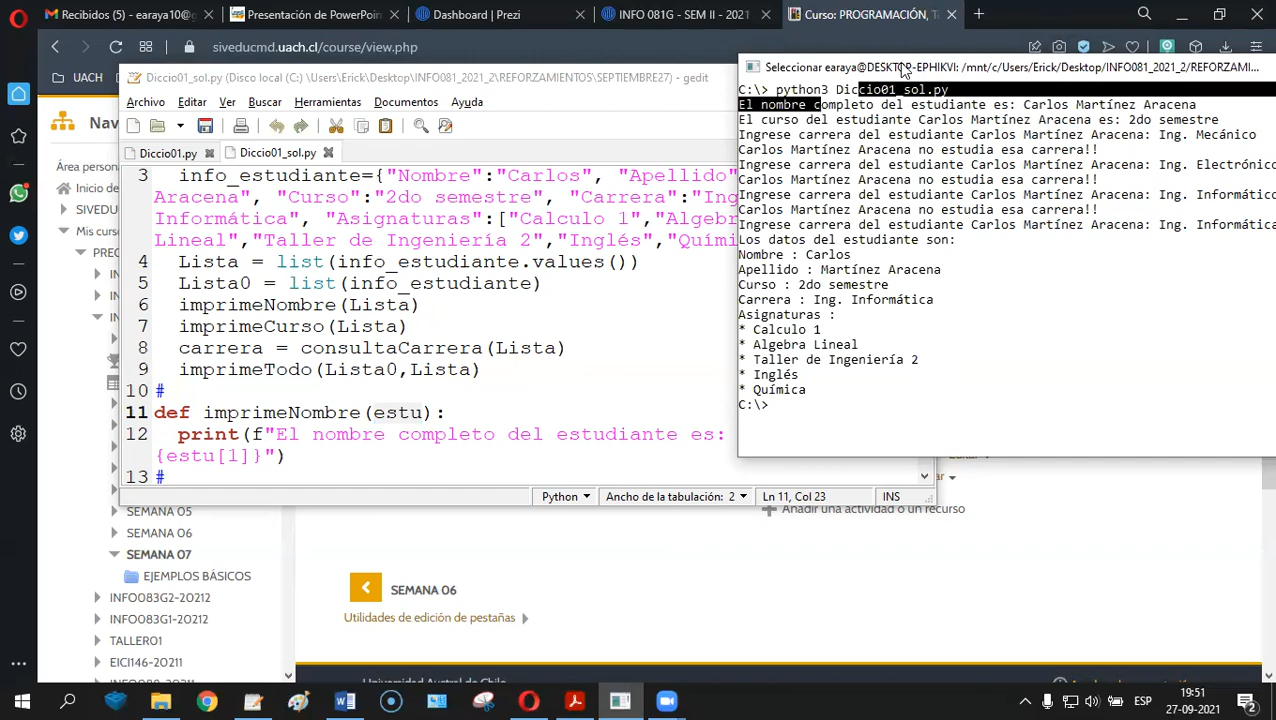 Recibidos (5) - earaya10@g
Presentación de PowerPoin
Dashboard | Prezi
INFO 081G - SEM II - 2021
Curso: PROGRAMACIÓN, Ta
siveducmd.uach.cl/course/view.php
Nav
Área persona
Inicio de
SIVEDUC
Mis curso
PREG
SEMANA 05
SEMANA 06
SEMANA 07
EJEMPLOS BÁSICOS
INFO083G2-20212
INFO083G1-20212
TALLER01
EICI146-20211
Diccio01_sol.py (Disco local (C:) \Users\Erick\Desktop\INFO081_2021_2\REFORZAMIENTOS\SEPTIEMBRE27) - gedit
Archivo Editar Ver Buscar Herramientas Documentos Ayuda
Diccio01.py
Diccio01_sol.py
3 info_estudiante={"Nombre":"Carlos", "Apellido"
Aracena", "Curso":"2do semestre", "Carrera":"Ing
Informática", "Asignaturas":["Calculo 1","Algebra
Lineal","Taller de Ingeniería 2","Inglés","Quími
4 Lista = list(info_estudiante.values())
5 Lista0 = list(info_estudiante)
6 imprimeNombre(Lista)
7 imprimeCurso(Lista)
8 carrera = consultaCarrera(Lista)
9 imprimeTodo(Lista0,Lista)
10 #
11 def imprimeNombre(estu):
12 print(f"El nombre completo del estudiante es:
{estu[1]}")
13 #
Python Ancho de la tabulación: 2 Ln 11, Col 23 INS
Seleccionar earaya@DESKTOP-EPHIKVI: /mnt/c/Users/Erick/Desktop/INFO081_2021_2/REFORZAMI...
C:\> python3 Diccio01_sol.py
El nombre completo del estudiante es: Carlos Martínez Aracena
El curso del estudiante Carlos Martínez Aracena es: 2do semestre
Ingrese carrera del estudiante Carlos Martínez Aracena: Ing. Mecánico
Carlos Martínez Aracena no estudia esa carrera!!
Ingrese carrera del estudiante Carlos Martínez Aracena: Ing. Electrónico
Carlos Martínez Aracena no estudia esa carrera!!
Ingrese carrera del estudiante Carlos Martínez Aracena: Ing. Informático
Carlos Martínez Aracena no estudia esa carrera!!
Ingrese carrera del estudiante Carlos Martínez Aracena: Ing. Informática
Los datos del estudiante son:
Nombre : Carlos
Apellido : Martínez Aracena
Curso : 2do semestre
Carrera : Ing. Informática
Asignaturas :
* Calculo 1
* Algebra Lineal
* Taller de Ingeniería 2
* Inglés
* Química
C:\>
Añadir una actividad o un recurso
SEMANA 06
Utilidades de edición de pestañas
Universidad Austral de Chile
ESP
19:51
27-09-2021
2